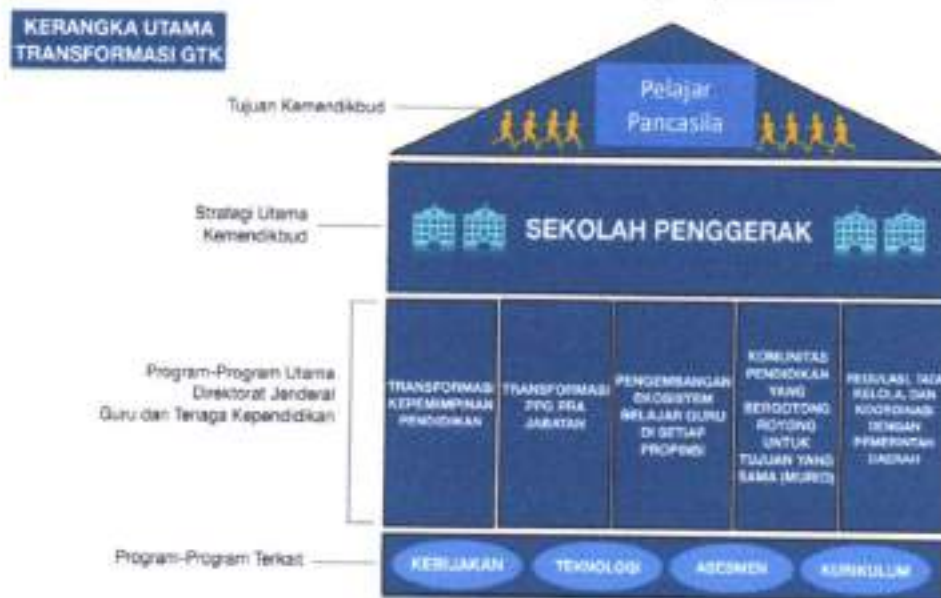 KERANGKA UTAMA
TRANSFORMASI GTK
Tujuan Kemendikbud
Pelajar
Pancasila
Strategi Utama
Kemendikbud
SEKOLAH PENGGERAK
Program-Program Utama
Direktorat Jenderal
Guru dan Tenaga Kependidikan
TRANSFORMASI
KEPEMIMPINAN
PENDIDIKAN
TRANSFORMASI
PPG PRA
JABATAN
PENGEMBANGAN
EKOSISTEM
BELAJAR GURU
DI SETIAP
PROPINSI
KOMUNITAS
PENDIDIKAN
YANG
BERGOTONG
ROYONG
UNTUK
TUJUAN YANG
SAMA (MURID)
REGULASI, TATA
KELOLA, DAN
KOORDINASI
DENGAN
PEMERINTAH
DAERAH
Program-Program Terkait
KEBIJAKAN
TEKNOLOGI
ASESMEN
KURIKULUM